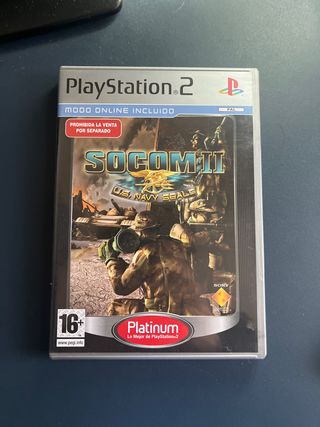 PlayStation®2
MODO ONLINE INCLUIDO
PAL
PROHIBIDA LA VENTA
POR SEPARADO
SOCOM II
U.S. NAVY SEALS
SONY
16+
www.pegi.info
Platinum
Lo Mejor de PlayStation®2